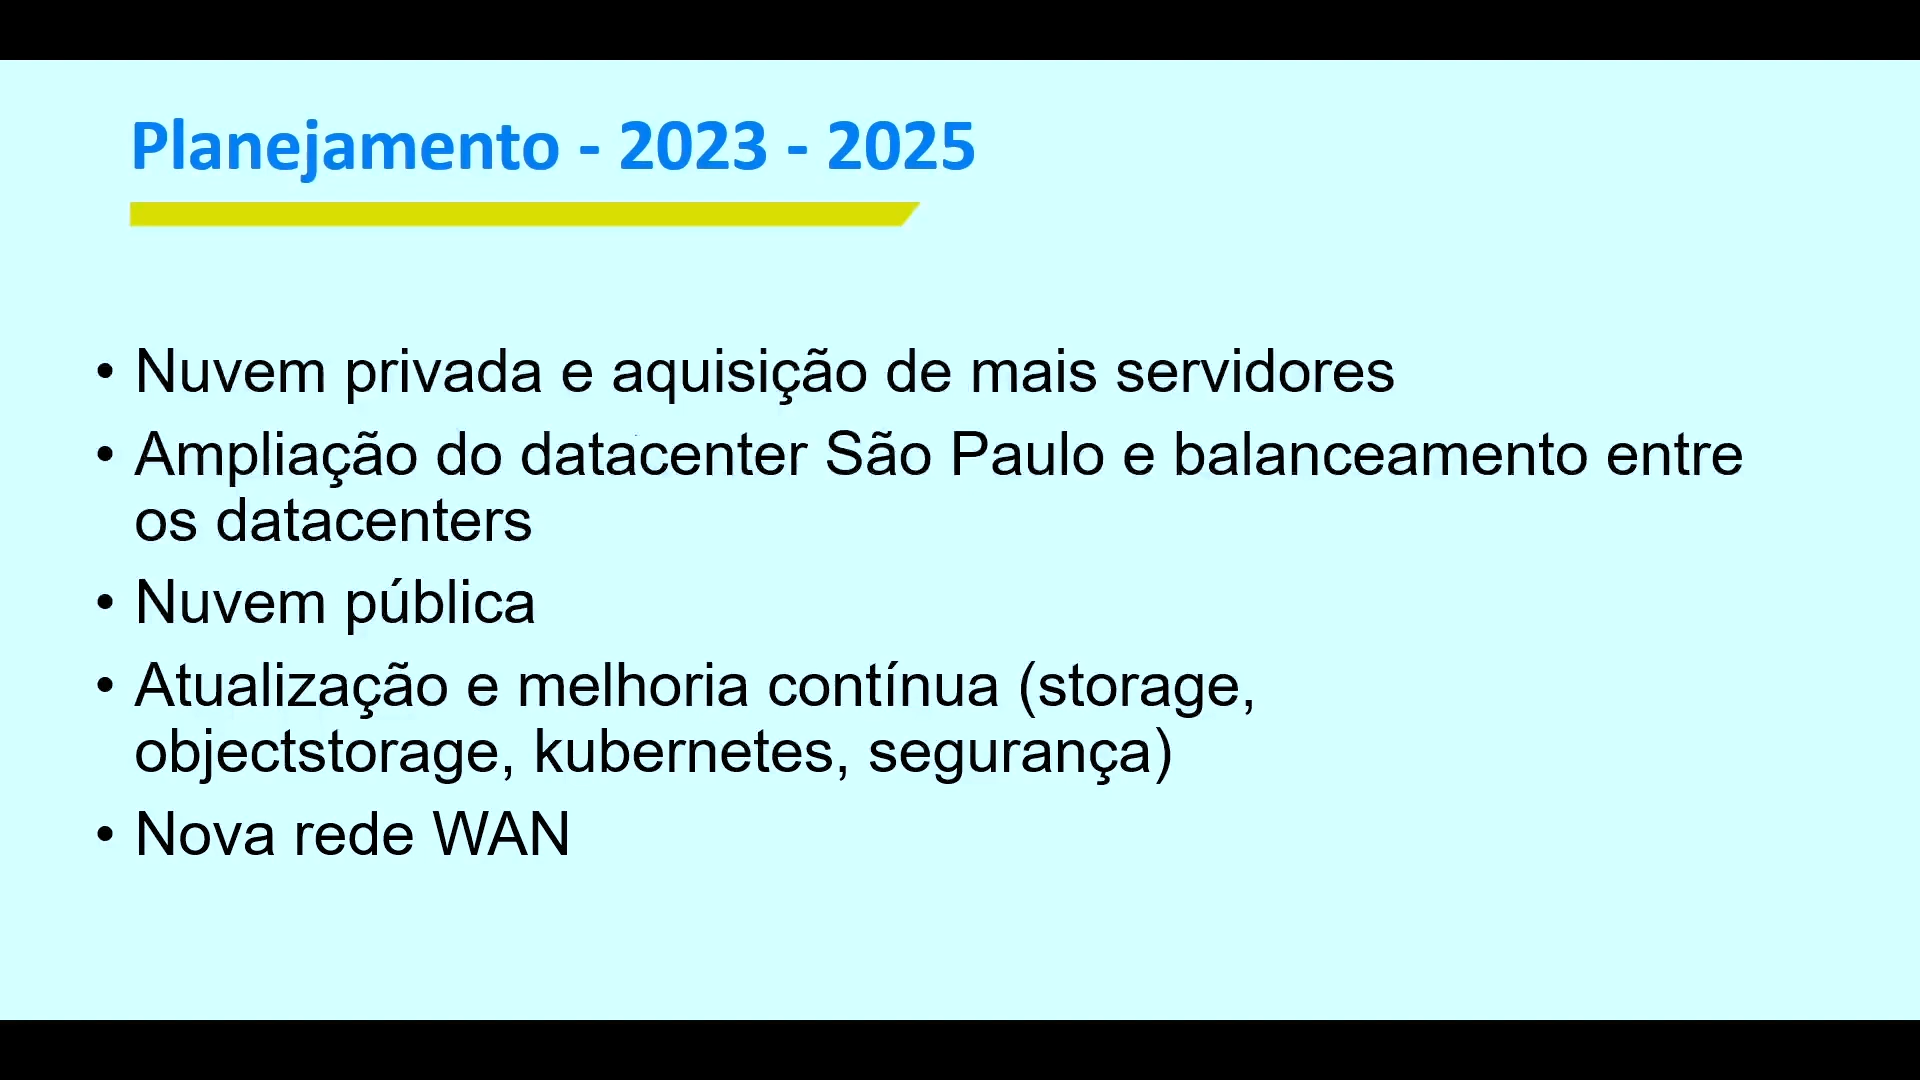 Planejamento - 2023 - 2025
• Nuvem privada e aquisição de mais servidores
• Ampliação do datacenter São Paulo e balanceamento entre
os datacenters
• Nuvem pública
• Atualização e melhoria contínua (storage,
objectstorage, kubernetes, segurança)
• Nova rede WAN